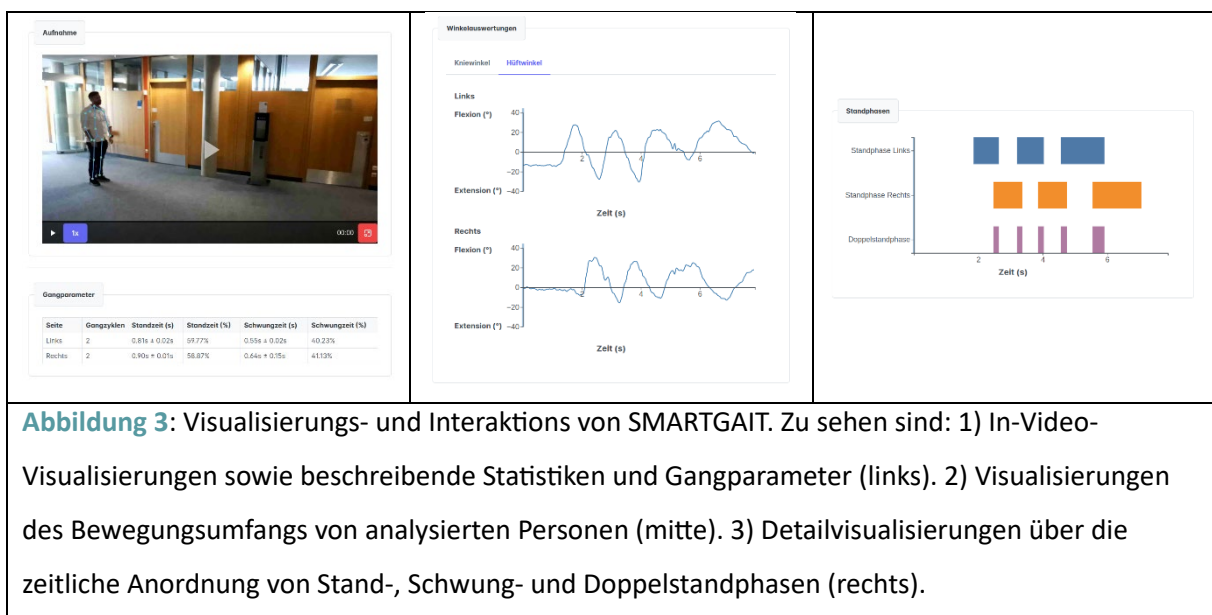 Aufnahme
1x
00:00
Gangparameter
Seite Gangzyklen Standzeit (s) Standzeit (%) Schwungzeit (s) Schwungzeit (%)
Links 2 0.81s ± 0.02s 59.77% 0.55s ± 0.02s 40.23%
Rechts 2 0.90s ± 0.01s 58.87% 0.64s ± 0.15s 41.13%
Winkelauswertungen
Kniewinkel Hüftwinkel
Links
Flexion (°)
40
20
0
−20
Extension (°) −40
2 4 6
Zeit (s)
Rechts
Flexion (°)
40
20
0
−20
Extension (°) −40
2 4 6
Zeit (s)
Standphasen
Standphase Links
Standphase Rechts
Doppelstandphase
2 4 6
Zeit (s)
Abbildung 3: Visualisierungs- und Interaktions von SMARTGAIT. Zu sehen sind: 1) In-Video-
Visualisierungen sowie beschreibende Statistiken und Gangparameter (links). 2) Visualisierungen
des Bewegungsumfangs von analysierten Personen (mitte). 3) Detailvisualisierungen über die
zeitliche Anordnung von Stand-, Schwung- und Doppelstandphasen (rechts).